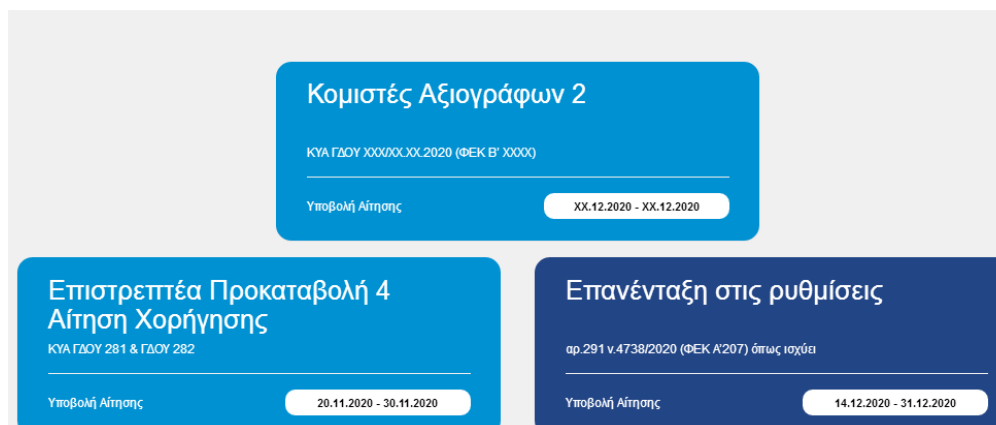 Κομιστές Αξιογράφων 2
ΚΥΑ ΓΔΟΥ ΧΧΧ/ΧΧ.ΧΧ.2020 (ΦΕΚ Β' ΧΧΧΧ)
Υποβολή Αίτησης
ΧΧ.12.2020 - ΧΧ.12.2020
Επιστρεπτέα Προκαταβολή 4
Αίτηση Χορήγησης
ΚΥΑ ΓΔΟΥ 281 & ΓΔΟΥ 282
Υποβολή Αίτησης
20.11.2020 - 30.11.2020
Επανένταξη στις ρυθμίσεις
αρ.291 ν.4738/2020 (ΦΕΚ Α'207) όπως ισχύει
Υποβολή Αίτησης
14.12.2020 - 31.12.2020